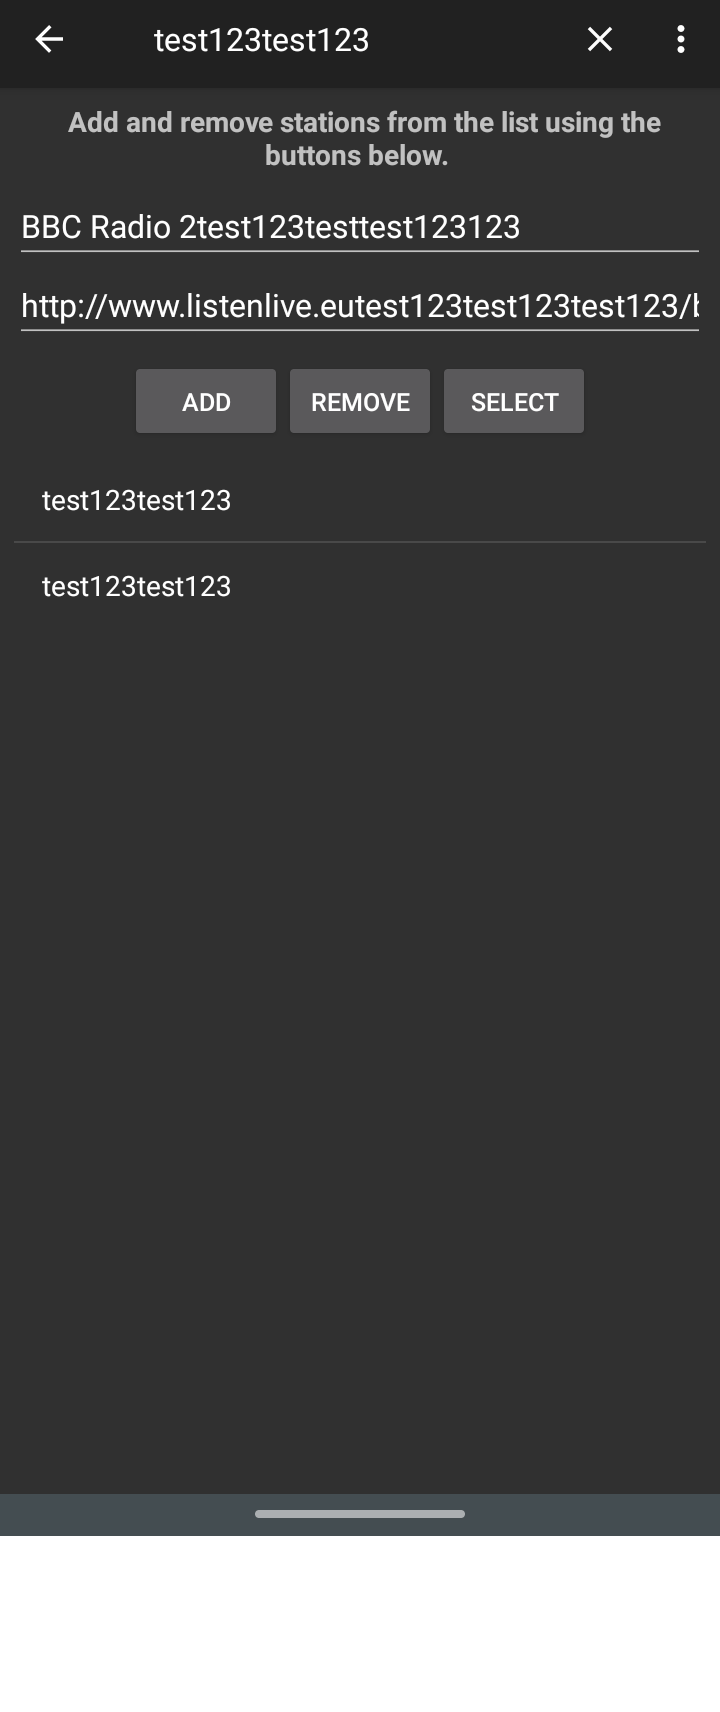 test123test123
Add and remove stations from the list using the
buttons below.
BBC Radio 2test123testtest123123
http://www.listenlive.eutest123test123test123/b
ADD
REMOVE
SELECT
test123test123
test123test123